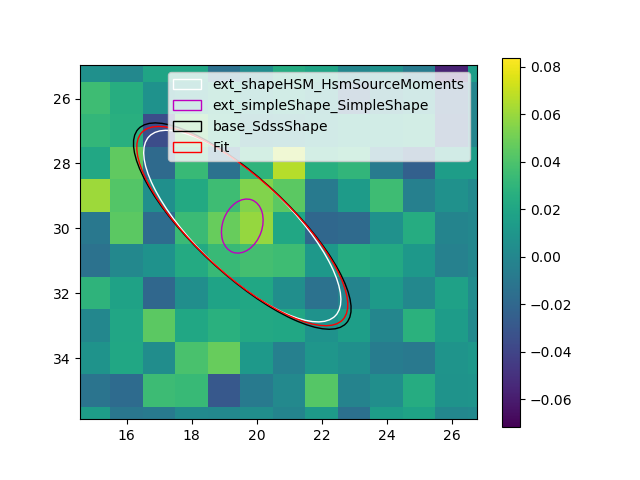 ext_shapeHSM_HsmSourceMoments
ext_simpleShape_SimpleShape
base_SdssShape
Fit
26
28
30
32
34
16 18 20 22 24 26
0.08
0.06
0.04
0.02
0.00
−0.02
−0.04
−0.06